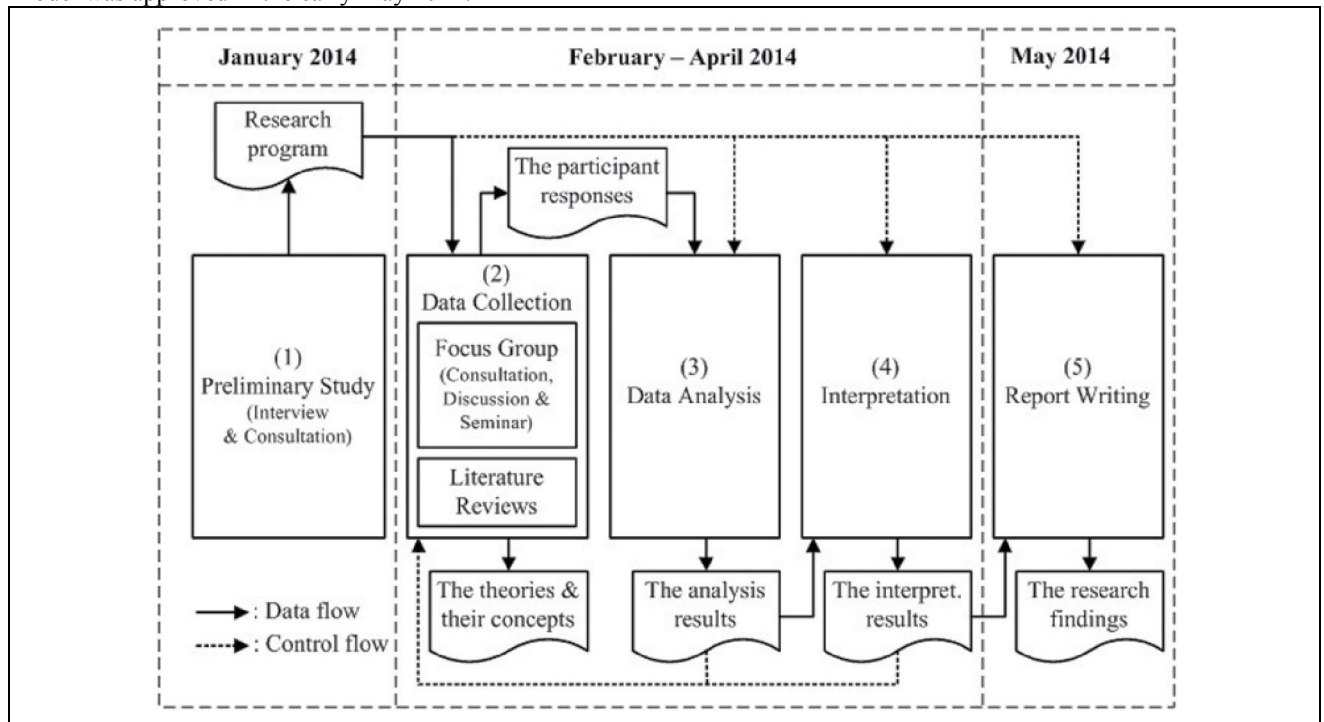 January 2014
February – April 2014
May 2014
Research
program
The participant
responses
(1)
Preliminary Study
(Interview
& Consultation)
(2)
Data Collection
Focus Group
(Consultation,
Discussion &
Seminar)
Literature
Reviews
(3)
Data Analysis
(4)
Interpretation
(5)
Report Writing
The theories &
their concepts
The analysis
results
The interpret.
results
The research
findings
: Data flow
: Control flow